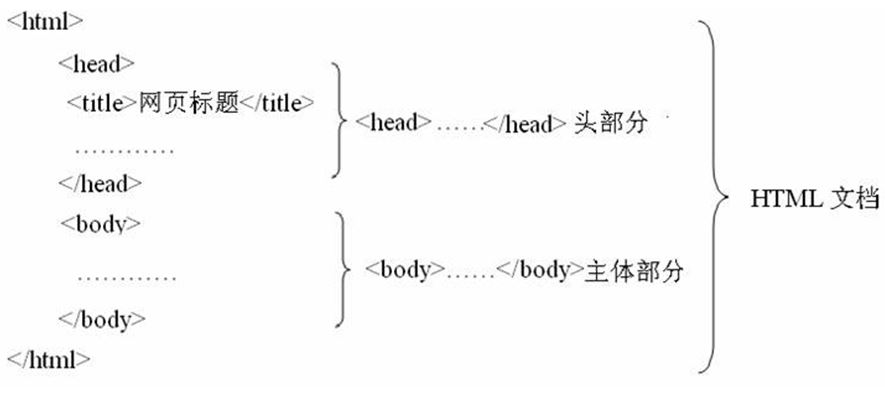 <html>
<head>
<title>网页标题</title>
…………
</head>
<head>……</head> 头部分
<body>
…………
</body>
<body>……</body>主体部分
</html>
HTML 文档